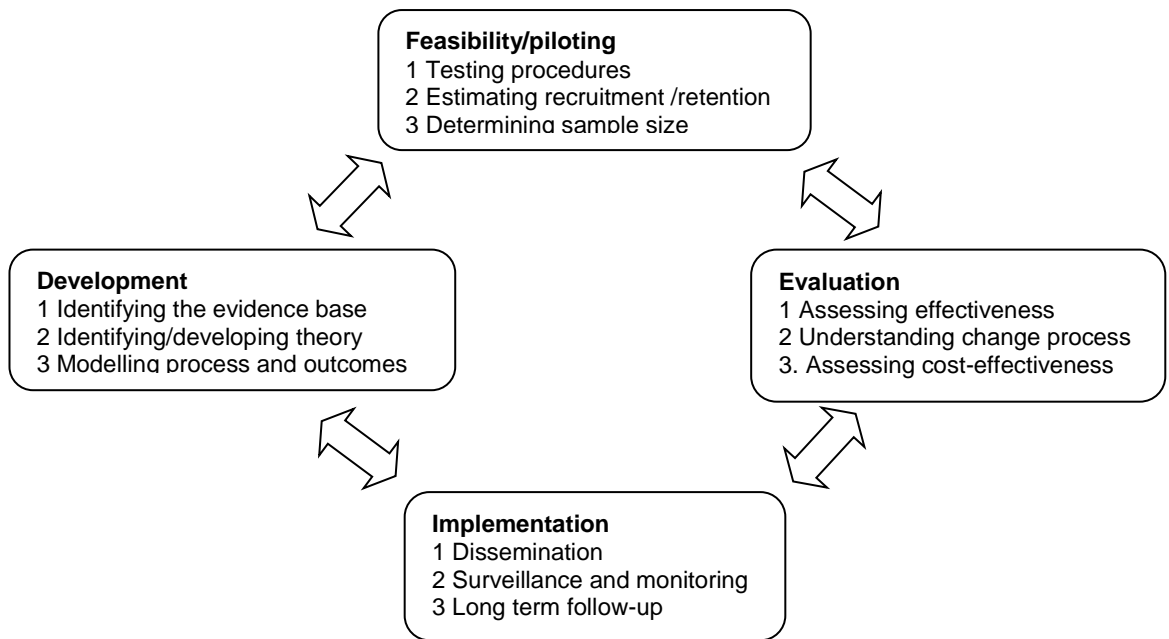 Feasibility/piloting
1 Testing procedures
2 Estimating recruitment /retention
3 Determining sample size
Development
1 Identifying the evidence base
2 Identifying/developing theory
3 Modelling process and outcomes
Evaluation
1 Assessing effectiveness
2 Understanding change process
3. Assessing cost-effectiveness
Implementation
1 Dissemination
2 Surveillance and monitoring
3 Long term follow-up